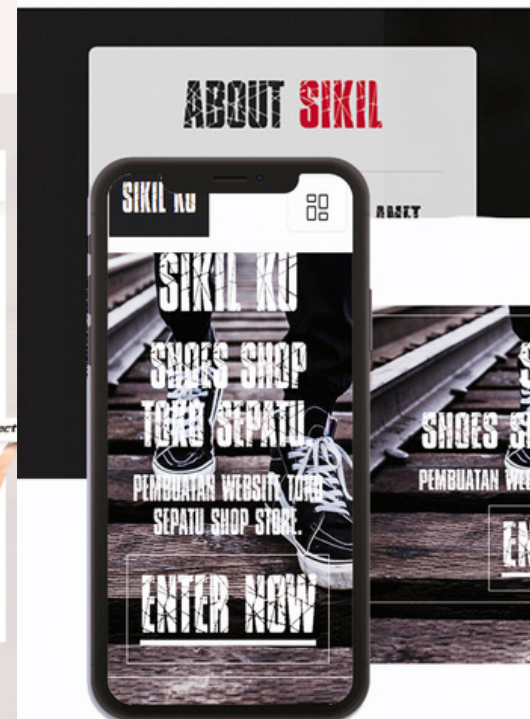 ABOUT SIKIL
AMET
SIKIL KU
SIKIL KU
SHOES SHOP
TOKO SEPATU.
PEMBUATAN WEBSITE TOKO
SEPATU SHOP STORE.
ENTER NOW
SHOES
PEMBUATAN